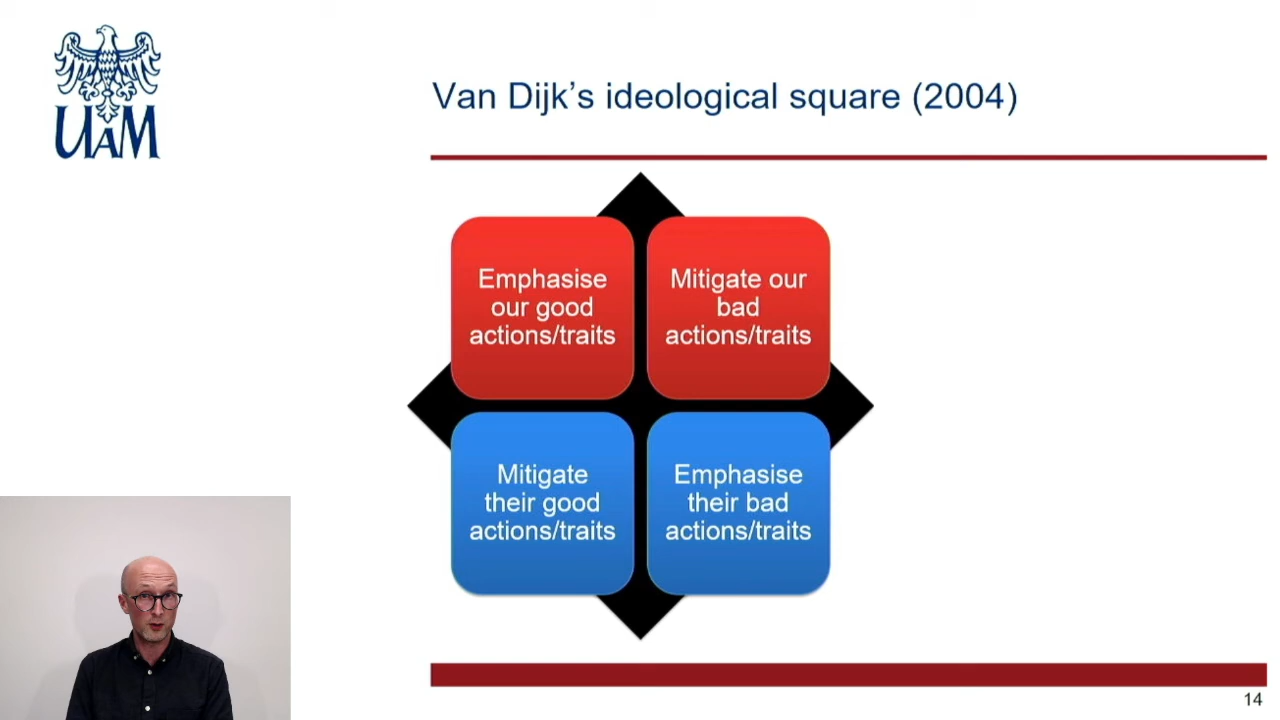 UAM
Van Dijk’s ideological square (2004)
Emphasise
our good
actions/traits
Mitigate our
bad
actions/traits
Mitigate
their good
actions/traits
Emphasise
their bad
actions/traits
14